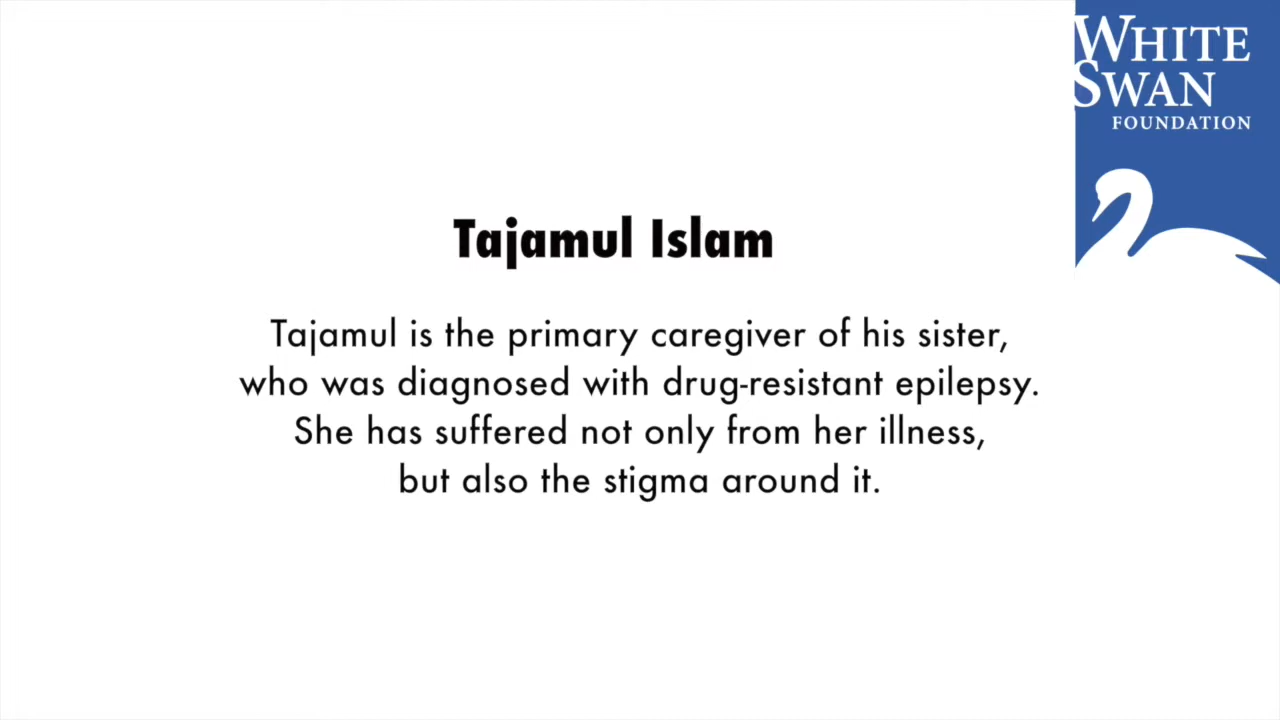 WHITE
SWAN
FOUNDATION
Tajamul Islam
Tajamul is the primary caregiver of his sister,
who was diagnosed with drug-resistant epilepsy.
She has suffered not only from her illness,
but also the stigma around it.